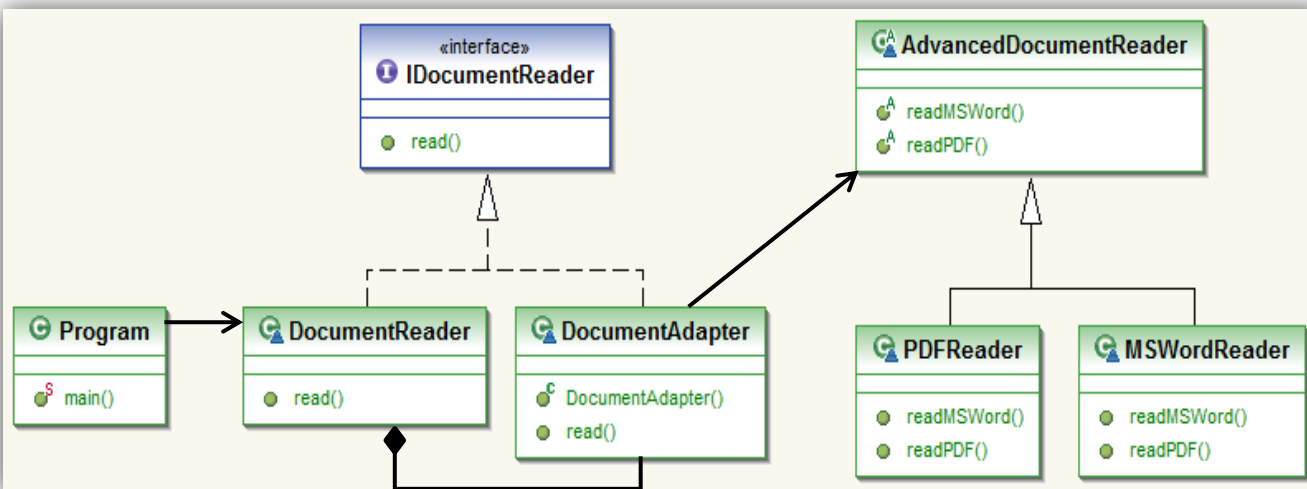 «interface»
IDocumentReader
read()
AdvancedDocumentReader
readMSWord()
readPDF()
Program
main()
DocumentReader
read()
DocumentAdapter
DocumentAdapter()
read()
PDFReader
readMSWord()
readPDF()
MSWordReader
readMSWord()
readPDF()